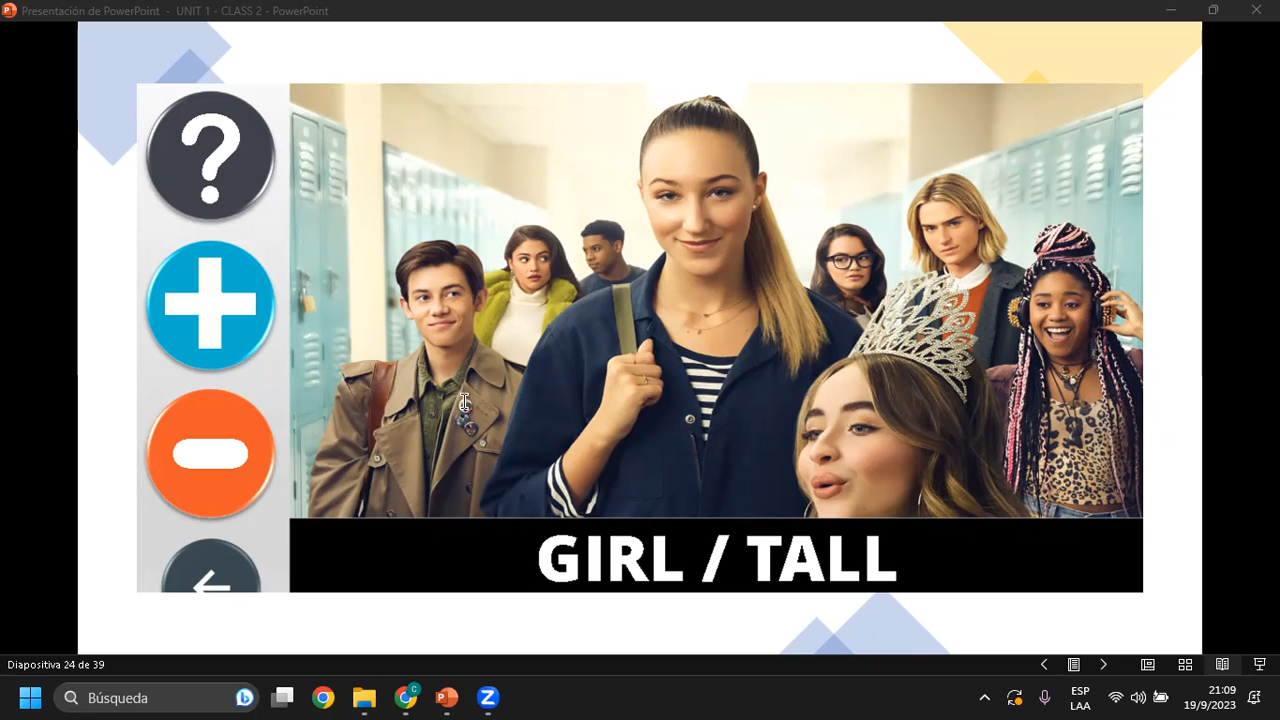 Presentación de PowerPoint - UNIT 1 - CLASS 2 - PowerPoint
?
GIRL / TALL
Diapositiva 24 de 39
Búsqueda
ESP
LAA
21:09
19/9/2023